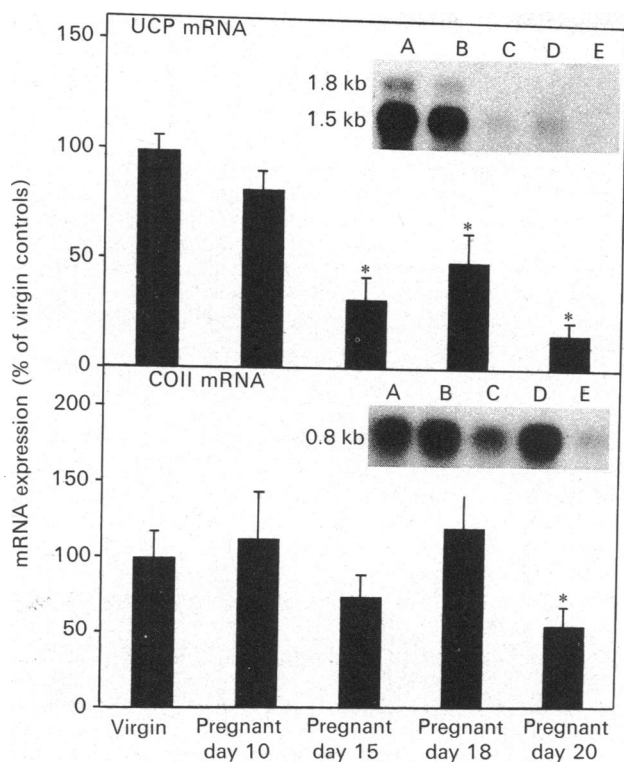 150
UCP mRNA
A B C D E
1.8 kb
1.5 kb
100
50
* * *
0
COII mRNA
A B C D E
200
0.8 kb
150
100
*
50
0
mRNA expression (% of virgin controls)
Virgin Pregnant Pregnant Pregnant Pregnant
day 10 day 15 day 18 day 20